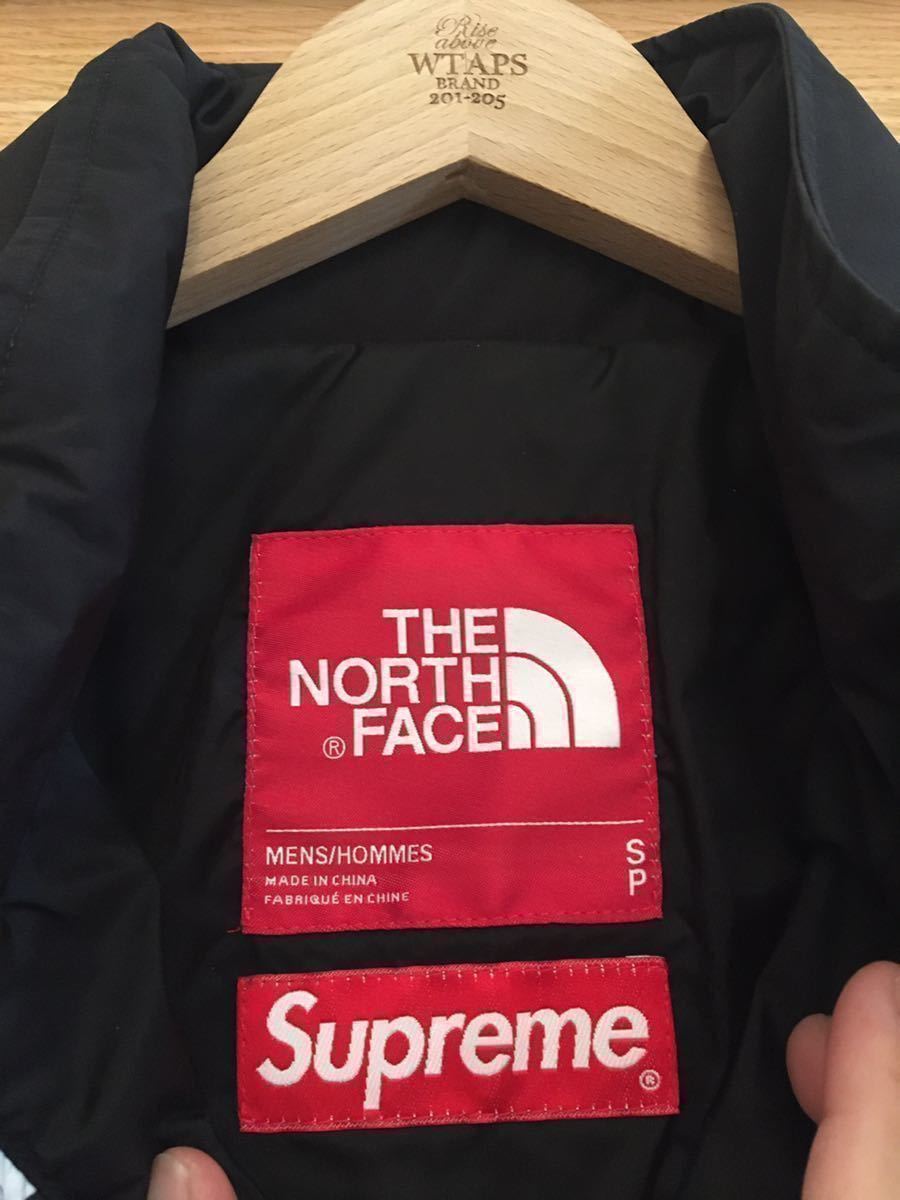 Rise
above
WTAPS
BRAND
201-205
THE
NORTH
® FACE
MENS/HOMMES
MADE IN CHINA
FABRIQUÉ EN CHINE
S
P
Supreme ®